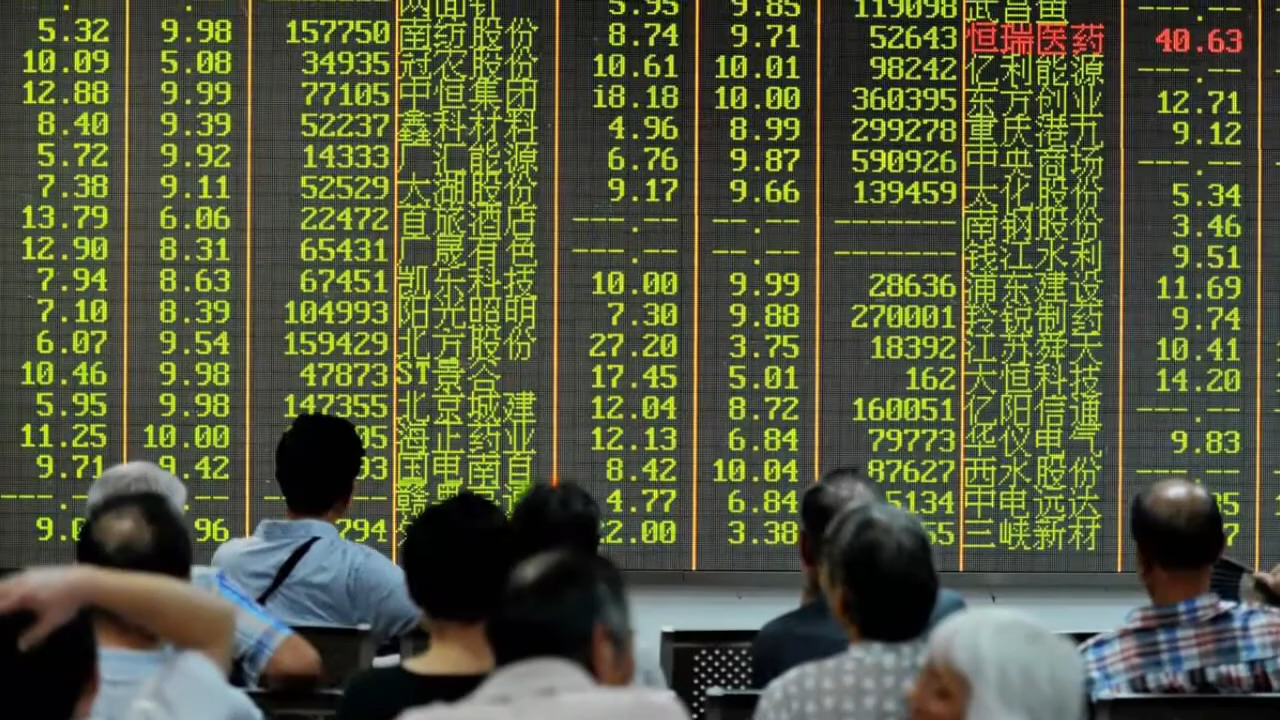 5.95 9.85 119098 武昌鱼 ---.--
5.32 9.98 157750 南纺股份 8.74 9.71 52643 恒瑞医药 40.63
10.09 5.08 34935 冠农股份 10.61 10.01 98242 亿利能源 ---.--
12.88 9.99 77105 中恒集团 18.18 10.00 360395 东方创业 12.71
8.40 9.39 52237 鑫科材料 4.96 8.99 299278 重庆港九 9.12
5.72 9.92 14333 广汇能源 6.76 9.87 590926 中央商场 ---.--
7.38 9.11 52529 大湖股份 9.17 9.66 139459 太化股份 5.34
13.79 6.06 22472 首旅酒店 ---.-- --.-- ------- 南钢股份 3.46
12.90 8.31 65431 广晟有色 ---.-- --.-- ------- 钱江水利 9.51
7.94 8.63 67451 凯乐科技 10.00 9.99 28636 浦东建设 11.69
7.10 8.39 104993 阳光照明 7.30 9.88 270001 羚锐制药 9.74
6.07 9.54 159429 北方股份 27.20 3.75 18392 江苏舜天 10.41
10.46 9.98 47873 ST景谷 17.45 5.01 162 大恒科技 14.20
5.95 9.98 147355 北京城建 12.04 8.72 160051 亿阳信通 ---.--
11.25 10.00 海正药业 12.13 6.84 79773 华仪电气 9.83
9.71 9.42 国电南自 8.42 10.04 87627 西水股份 ---.--
---.-- 4.77 6.84 中电远达
三峡新材 3.38